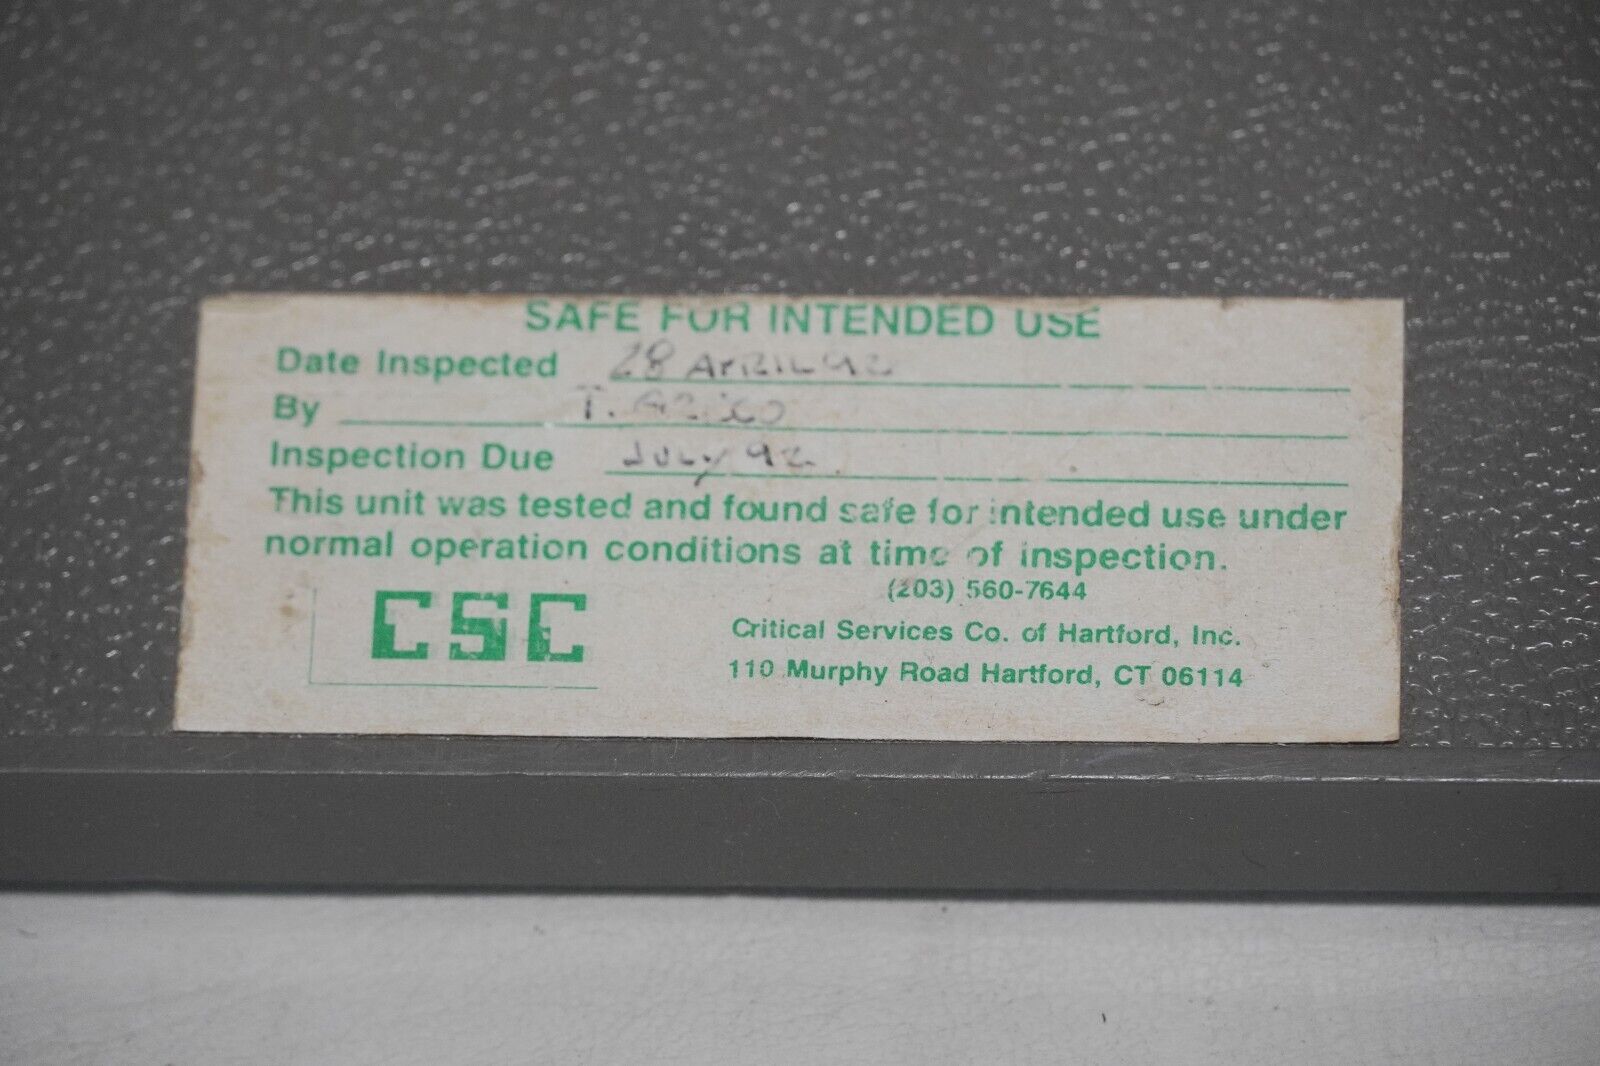 SAFE FOR INTENDED USE
Date Inspected 28 APRIL 92
By T.
Inspection Due JULY 92
This unit was tested and found safe for intended use under
normal operation conditions at time of inspection.
(203) 560-7644
CSC
Critical Services Co. of Hartford, Inc.
110 Murphy Road Hartford, CT 06114